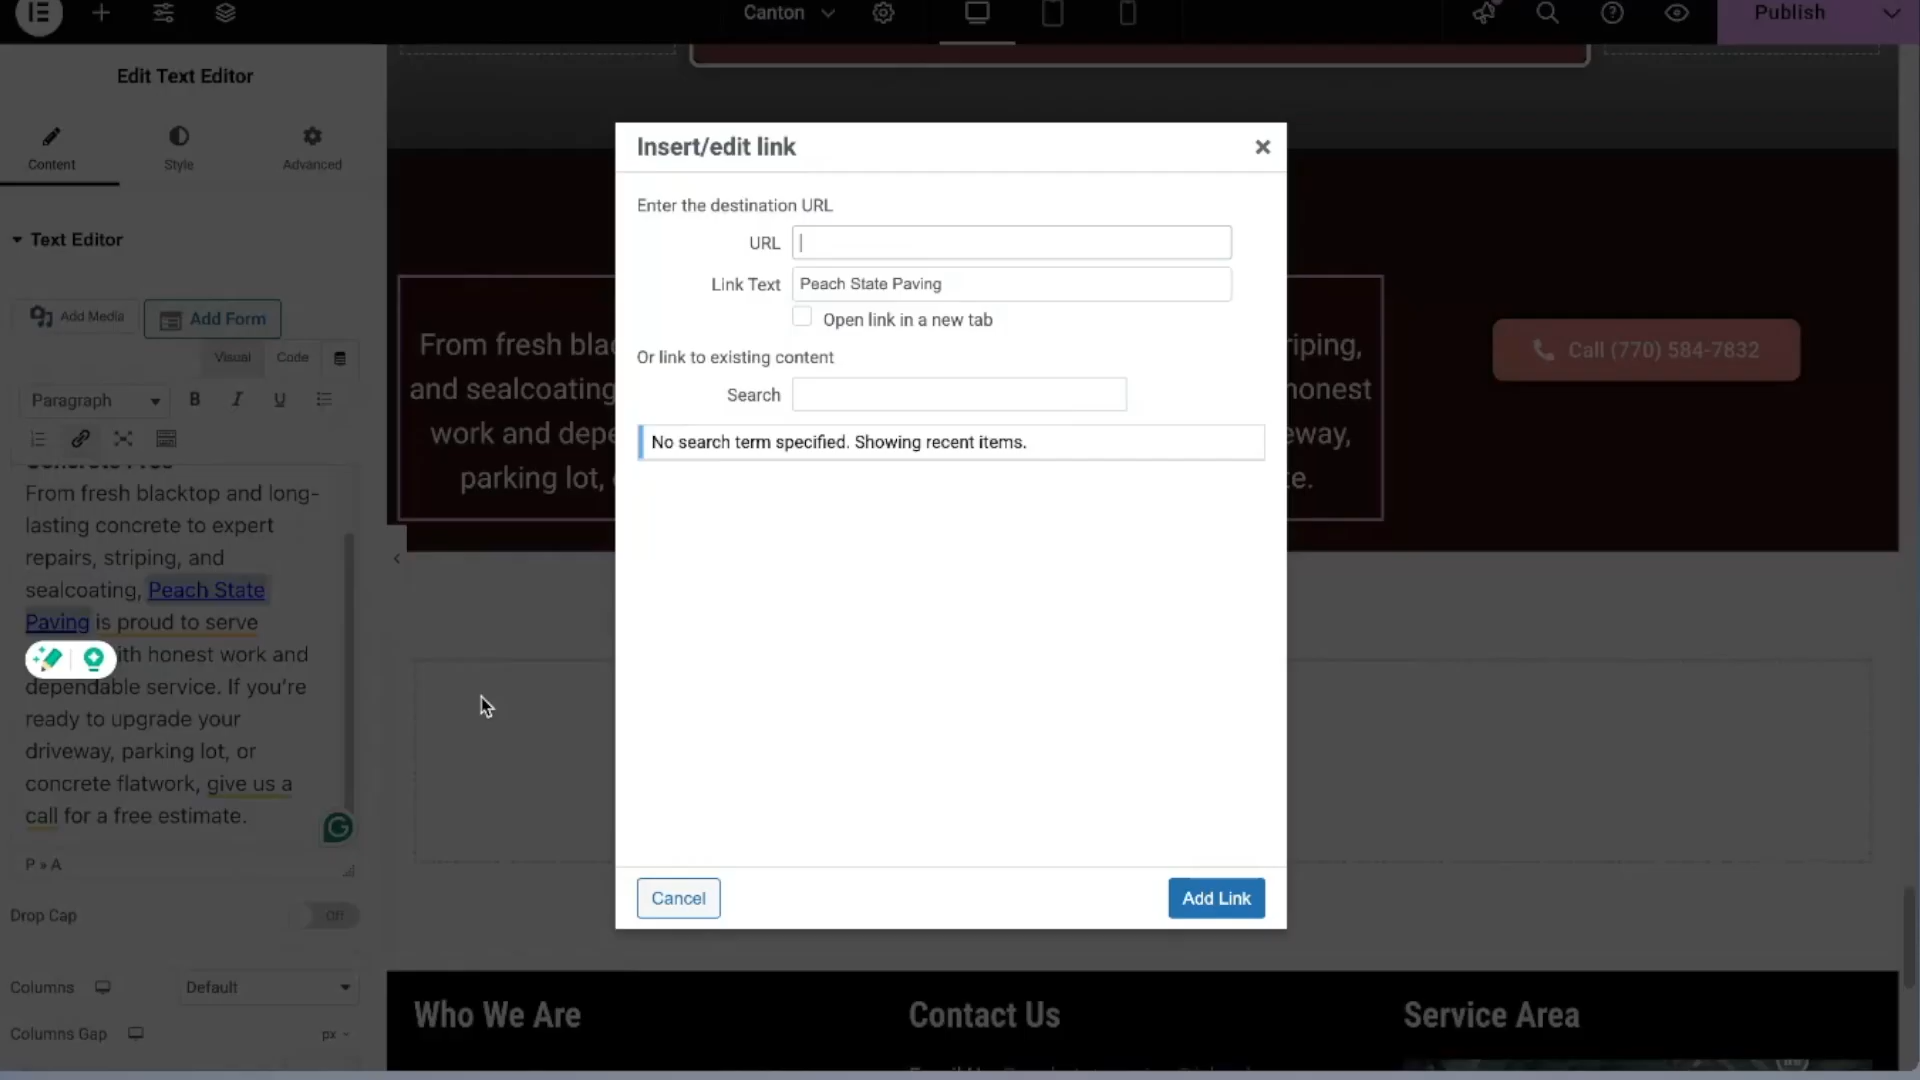 Canton
Publish
Edit Text Editor
Content
Style
Advanced
Text Editor
Add Media
Add Form
Visual
Code
Paragraph
B I U
From fresh blacktop and long-
lasting concrete to expert
repairs, striping, and
sealcoating, Peach State
Paving is proud to serve
ith honest work and
dependable service. If you're
ready to upgrade your
driveway, parking lot, or
concrete flatwork, give us a
call for a free estimate.
P » A
Drop Cap
Off
Columns
Default
Columns Gap
px
Insert/edit link
Enter the destination URL
URL
Link Text
Peach State Paving
Open link in a new tab
Or link to existing content
Search
No search term specified. Showing recent items.
Cancel
Add Link
From fresh bla
riping,
and sealcoating
honest
work and depe
eway,
parking lot,
te.
Call (770) 584-7832
Who We Are
Contact Us
Service Area